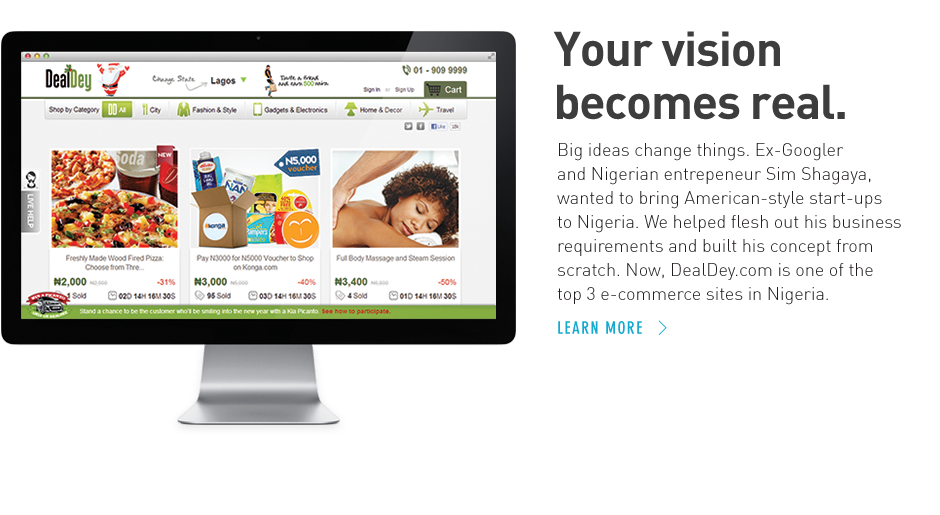 DealDey
Change State
Lagos
Invite a friend
and earn 500 naira
01 - 909 9999
Sign In or Sign Up
Cart
Shop by Category
All
City
Fashion & Style
Gadgets & Electronics
Home & Decor
Travel
Like
LIVE HELP
Soda
NEW
N5,000
voucher
NAN
konga
Pampers
Freshly Made Wood Fired Pizza:
Choose from Thre...
₦2,000
-31%
Sold
02D 14H 16M 30S
Pay N3000 for N5000 Voucher to Shop
on Konga.com
₦3,000
N5,000
-40%
95 Sold
03D 14H 16M 30S
Full Body Massage and Steam Session
₦3,400
-50%
4 Sold
01D 14H 16M 30S
WIN A PICANTO
Stand a chance to be the customer who'll be smiling into the new year with a Kia Picanto. See how to participate.
Your vision
becomes real.
Big ideas change things. Ex-Googler
and Nigerian entrepeneur Sim Shagaya,
wanted to bring American-style start-ups
to Nigeria. We helped flesh out his business
requirements and built his concept from
scratch. Now, DealDey.com is one of the
top 3 e-commerce sites in Nigeria.
LEARN MORE